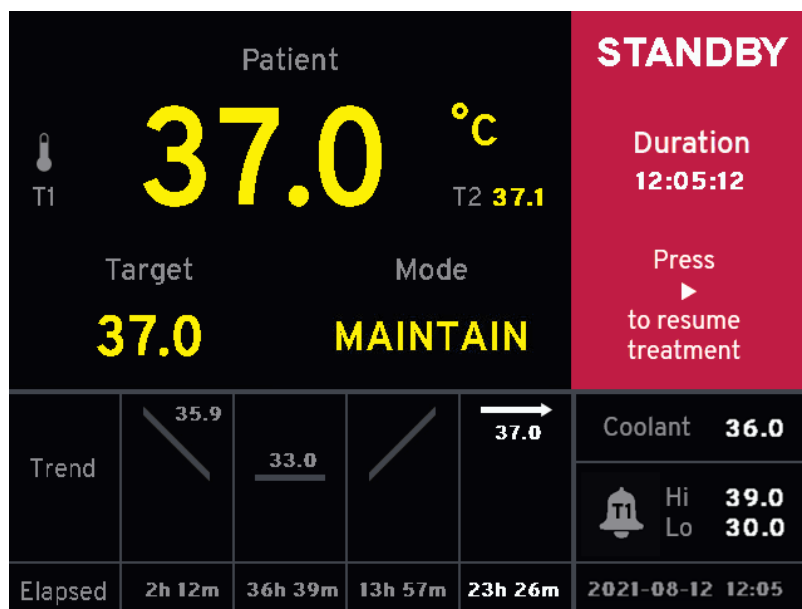 Patient
37.0 °C
T1
T2 37.1
Target
37.0
Mode
MAINTAIN
STANDBY
Duration
12:05:12
Press
to resume
treatment
Trend
35.9
33.0
37.0
Elapsed
2h 12m
36h 39m
13h 57m
23h 26m
Coolant 36.0
T1
Hi 39.0
Lo 30.0
2021-08-12 12:05